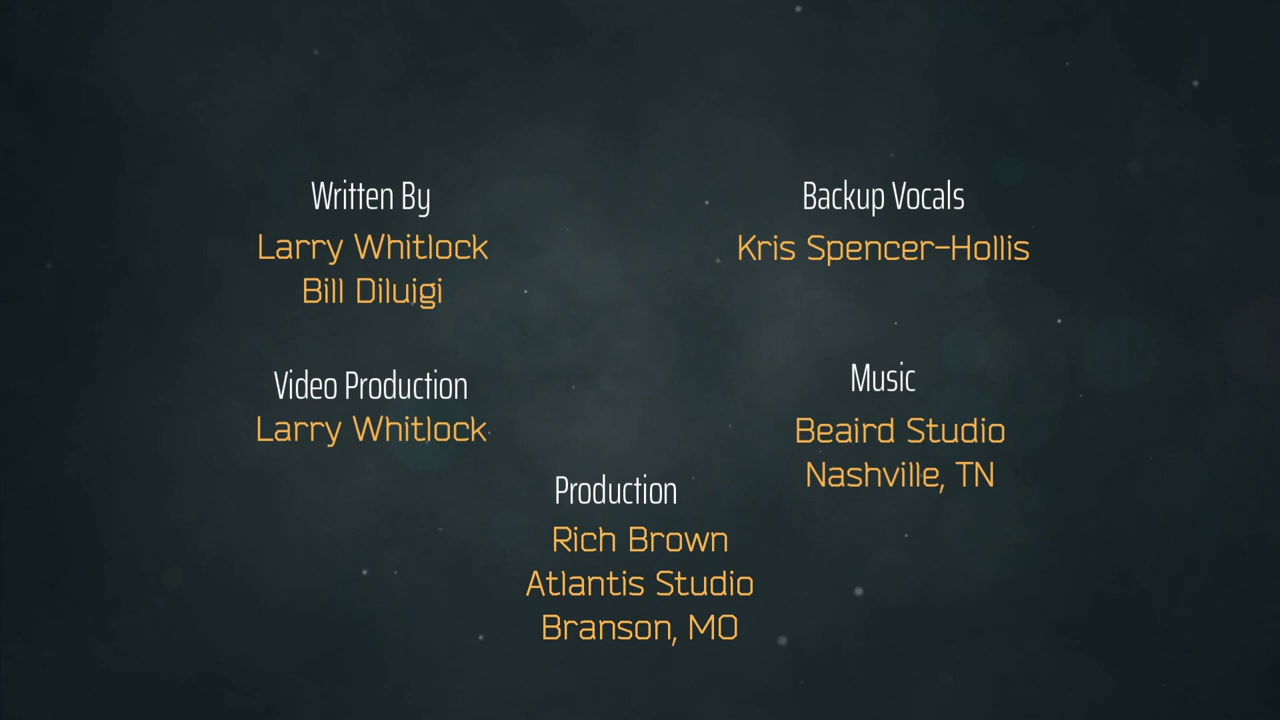 Written By
Larry Whitlock
Bill Diluigi
Backup Vocals
Kris Spencer-Hollis
Video Production
Larry Whitlock
Music
Beaird Studio
Nashville, TN
Production
Rich Brown
Atlantis Studio
Branson, MO